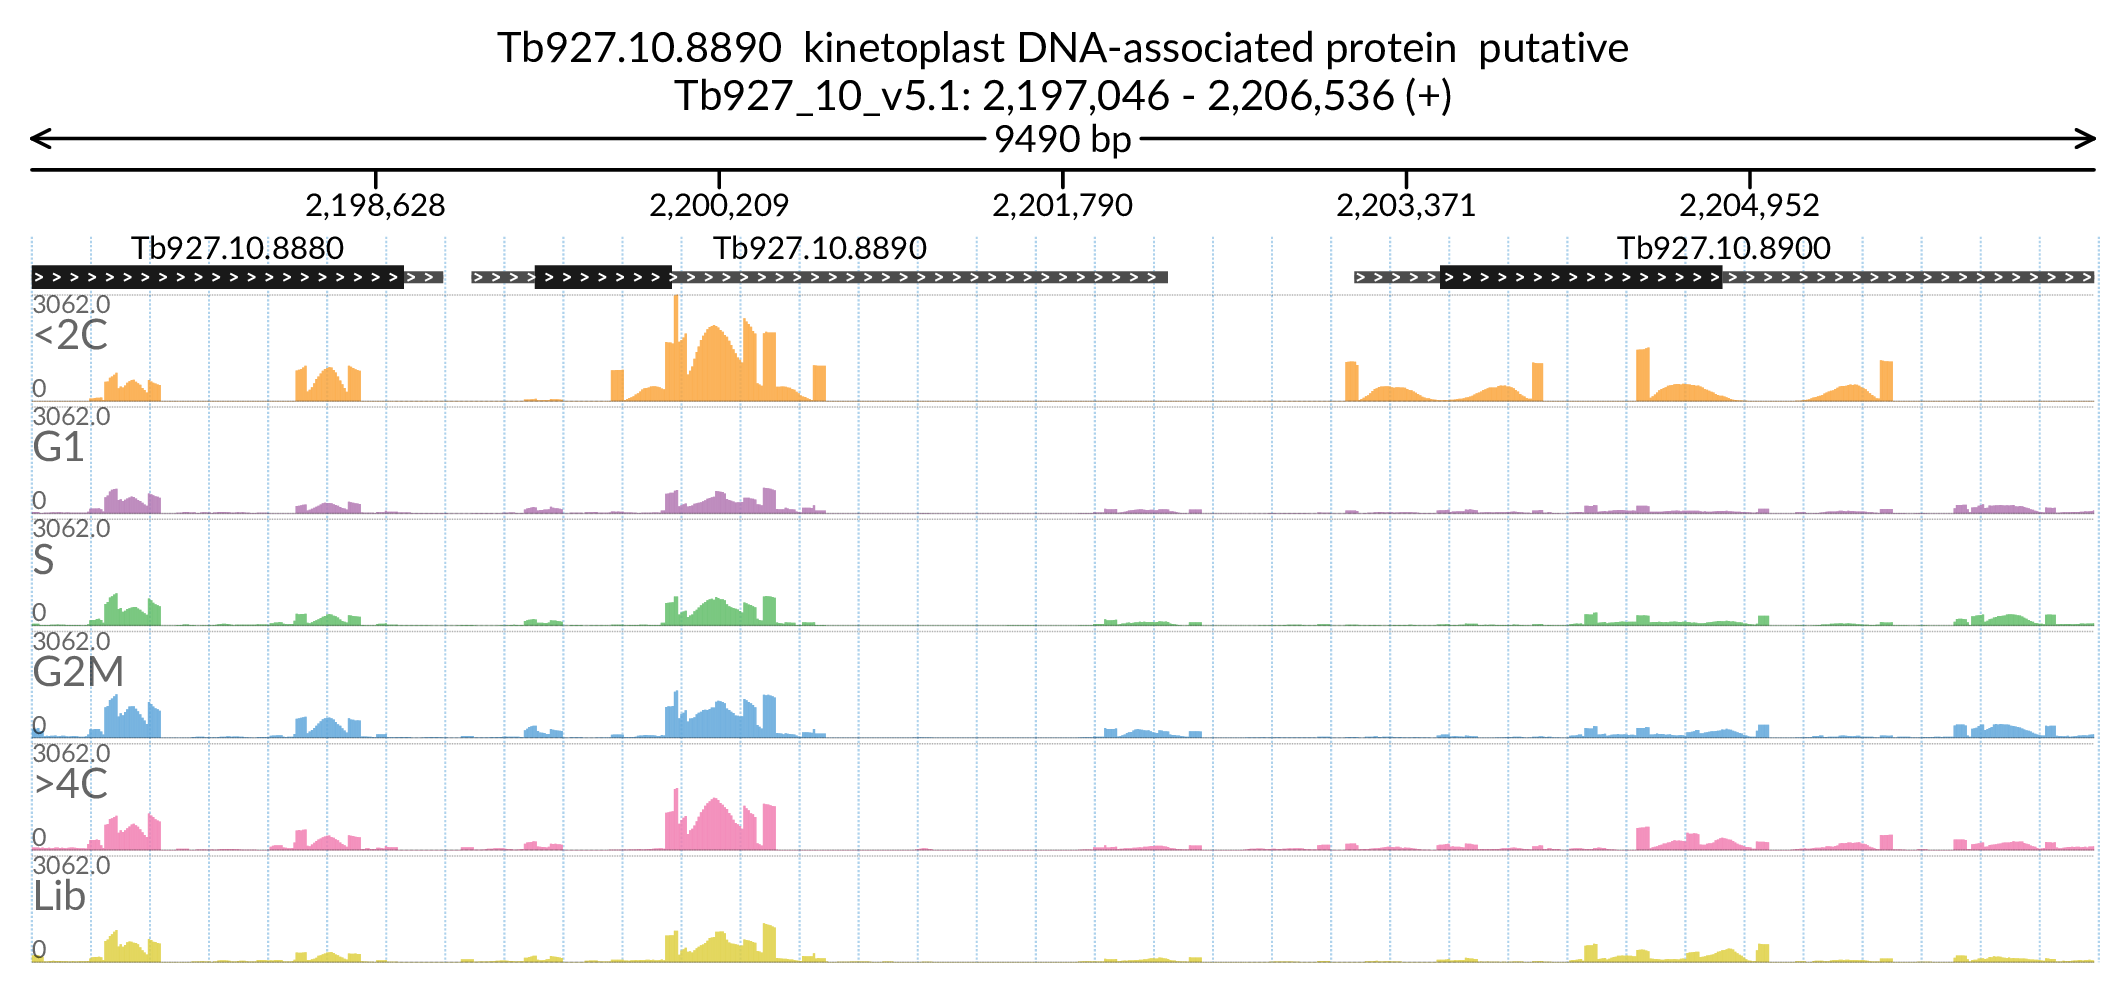 Tb927.10.8890 kinetoplast DNA-associated protein putative
Tb927_10_v5.1: 2,197,046 - 2,206,536 (+)
9490 bp
2,198,628 2,200,209 2,201,790 2,203,371 2,204,952
Tb927.10.8880 Tb927.10.8890 Tb927.10.8900
3062.0
<2C
0
3062.0
G1
0
3062.0
S
0
3062.0
G2M
0
3062.0
>4C
0
3062.0
Lib
0